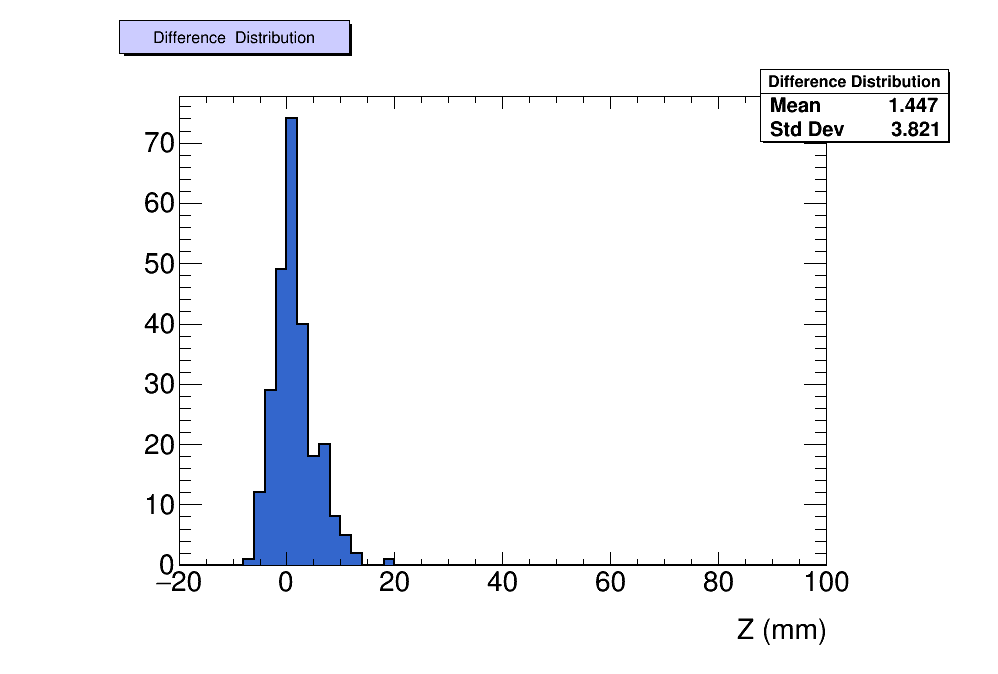 Difference Distribution
Difference Distribution
Mean 1.447
Std Dev 3.821
70
60
50
40
30
20
10
0
−20 0 20 40 60 80 100
Z (mm)